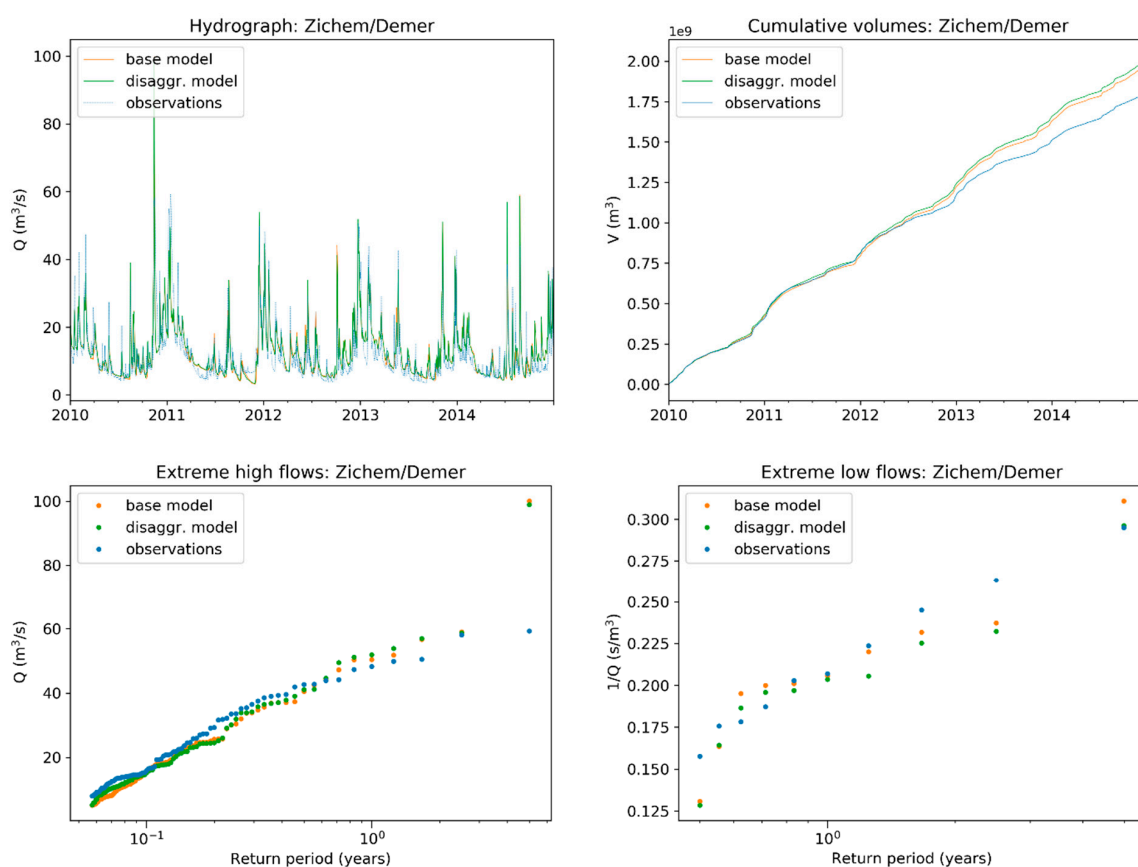 Hydrograph: Zichem/Demer
base model
disaggr. model
observations
Q (m³/s)
100
80
60
40
20
0
2010
2011
2012
2013
2014
Cumulative volumes: Zichem/Demer
1e9
base model
disaggr. model
observations
V (m³)
2.00
1.75
1.50
1.25
1.00
0.75
0.50
0.25
0.00
2010
2011
2012
2013
2014
Extreme high flows: Zichem/Demer
base model
disaggr. model
observations
Q (m³/s)
100
80
60
40
20
10⁻¹
10⁰
Return period (years)
Extreme low flows: Zichem/Demer
base model
disaggr. model
observations
1/Q (s/m³)
0.300
0.275
0.250
0.225
0.200
0.175
0.150
0.125
10⁰
Return period (years)